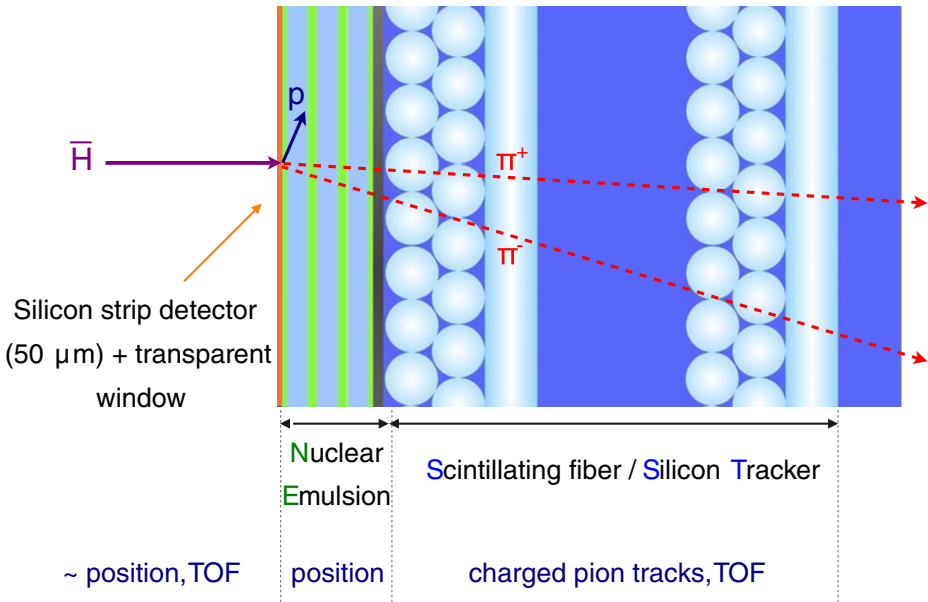 p
H̅
π⁺
π⁻
Silicon strip detector
(50 µm) + transparent
window
Nuclear
Emulsion
Scintillating fiber / Silicon Tracker
~ position, TOF
position
charged pion tracks, TOF